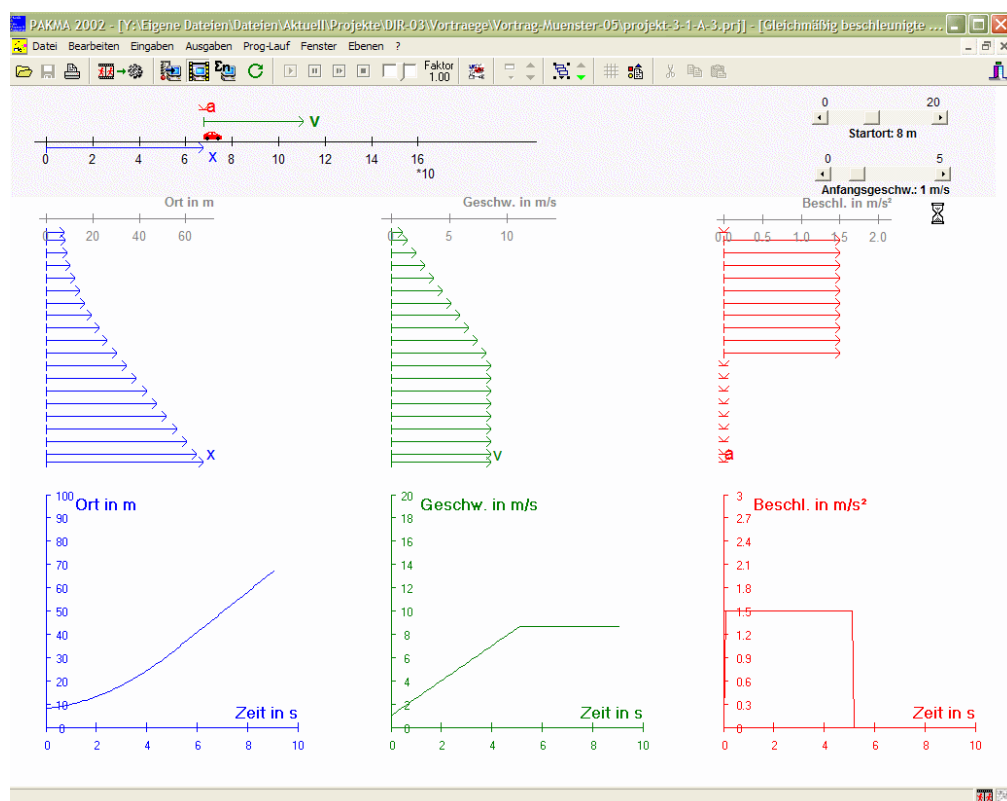 PAKMA 2002 - [Y:\Eigene Dateien\Dateien\Aktuell\Projekte\DIR-03\Vortraege\Vortrag-Muenster-05\projekt-3-1-A-3.prj] - [Gleichmäßig beschleunigte ...
Datei Bearbeiten Eingaben Ausgaben Prog-Lauf Fenster Ebenen ?
Faktor
1.00
a
v
x
0 2 4 6 8 10 12 14 16
*10
0 20
Startort: 8 m
0 5
Anfangsgeschw.: 1 m/s
Ort in m
0 20 40 60
x
Geschw. in m/s
0 5 10
v
Beschl. in m/s²
0.0 0.5 1.0 1.5 2.0
a
Ort in m
100
90
80
70
60
50
40
30
20
10
0
Zeit in s
0 2 4 6 8 10
Geschw. in m/s
20
18
16
14
12
10
8
6
4
2
0
Zeit in s
0 2 4 6 8 10
Beschl. in m/s²
3
2.7
2.4
2.1
1.8
1.5
1.2
0.9
0.6
0.3
0
Zeit in s
0 2 4 6 8 10